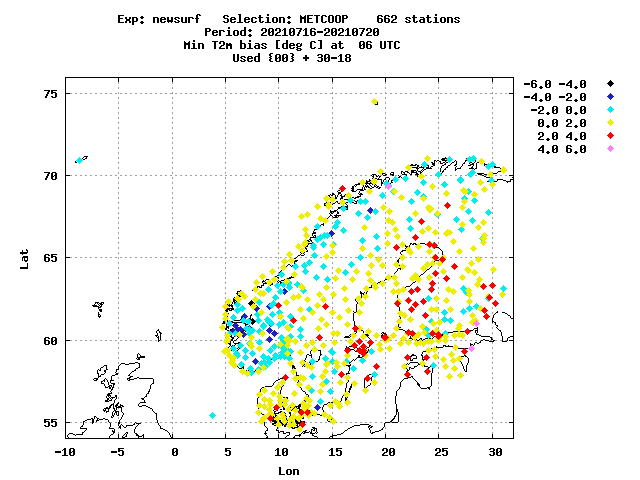 Exp: newsurf   Selection: METCOOP    662 stations
Period: 20210716-20210720
Min T2m bias [deg C] at  06 UTC
Used {00} + 30-18
-6.0 -4.0
-4.0 -2.0
-2.0 0.0
0.0 2.0
2.0 4.0
4.0 6.0
75
70
65
60
55
Lat
-10 -5 0 5 10 15 20 25 30
Lon